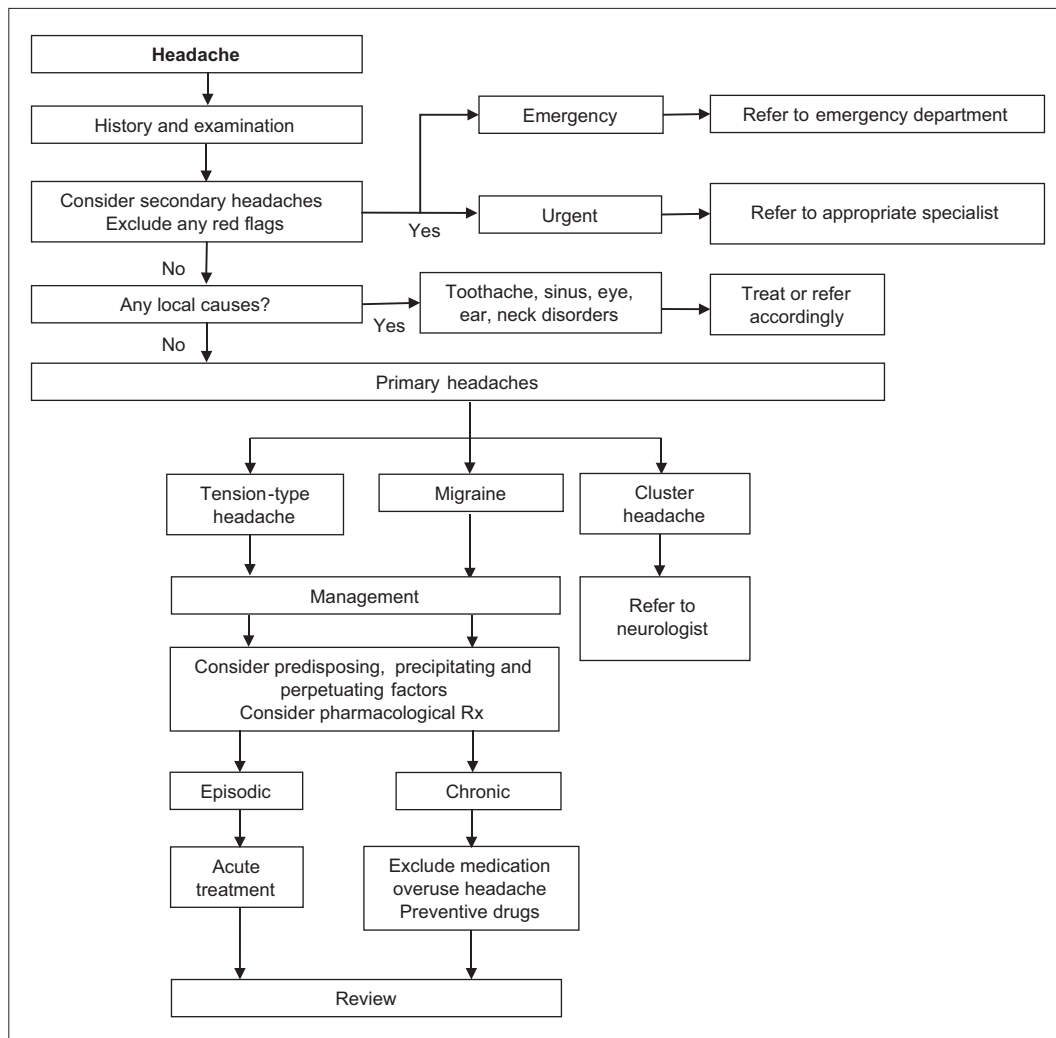 Headache
History and examination
Emergency
Refer to emergency department
Consider secondary headaches
Exclude any red flags
Yes
Urgent
Refer to appropriate specialist
No
Any local causes?
Yes
Toothache, sinus, eye,
ear, neck disorders
Treat or refer
accordingly
No
Primary headaches
Tension-type
headache
Migraine
Cluster
headache
Management
Refer to
neurologist
Consider predisposing, precipitating and
perpetuating factors
Consider pharmacological Rx
Episodic
Chronic
Acute
treatment
Exclude medication
overuse headache
Preventive drugs
Review